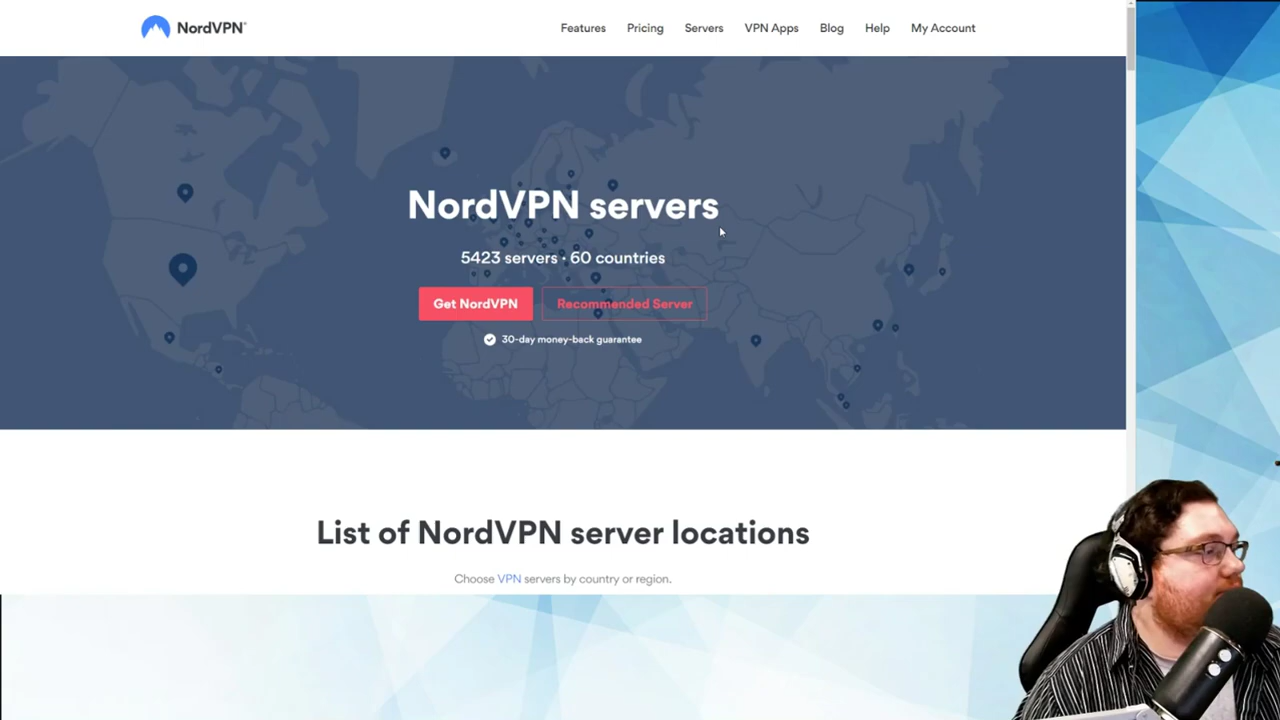 NordVPN®
Features Pricing Servers VPN Apps Blog Help My Account
NordVPN servers
5423 servers • 60 countries
Get NordVPN Recommended Server
30-day money-back guarantee
List of NordVPN server locations
Choose VPN servers by country or region.